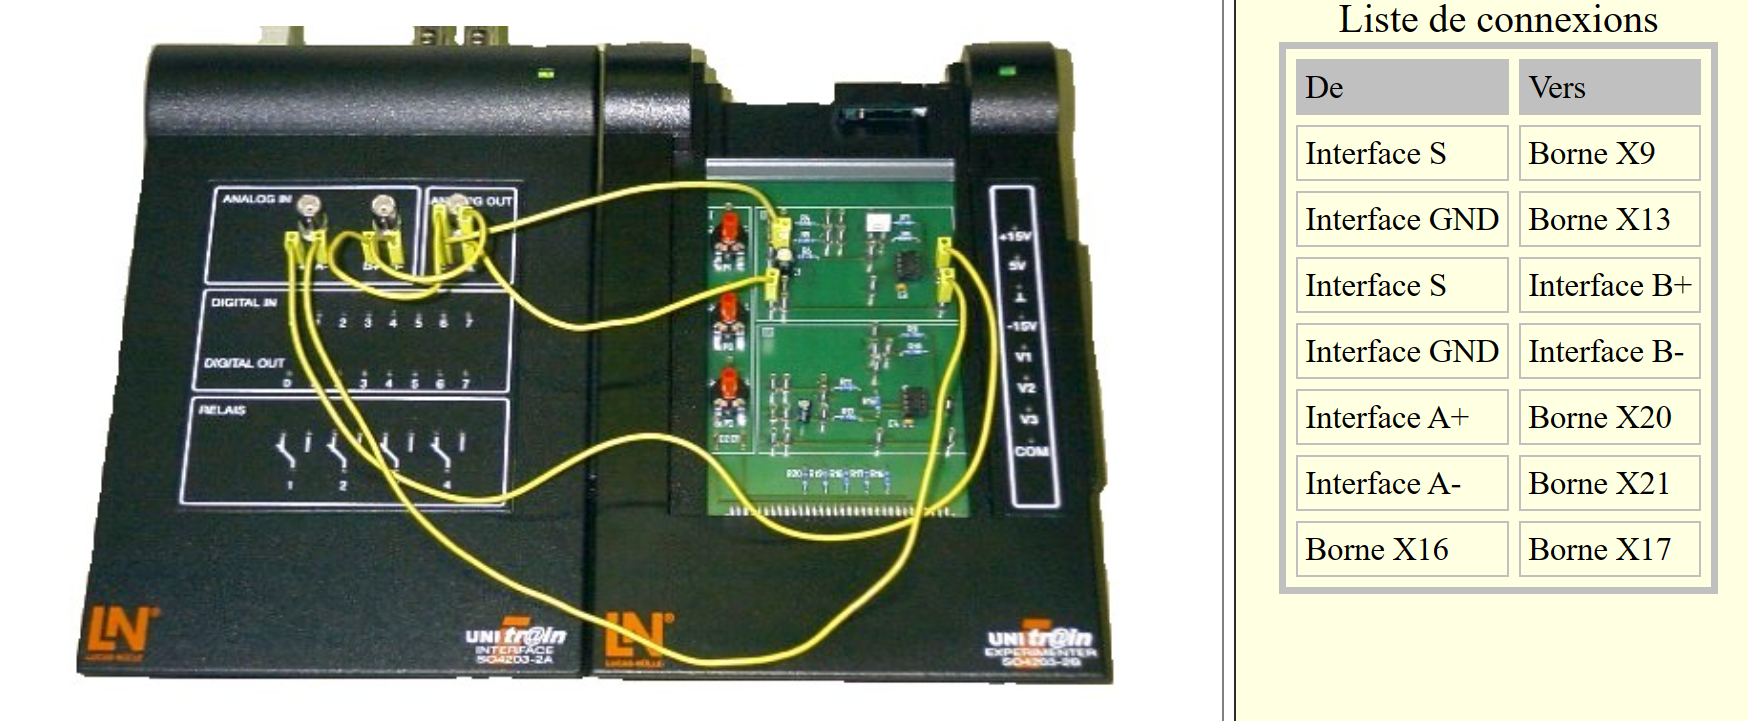 Liste de connexions
De Vers
Interface S Borne X9
Interface GND Borne X13
Interface S Interface B+
Interface GND Interface B-
Interface A+ Borne X20
Interface A- Borne X21
Borne X16 Borne X17
ANALOG IN
OUT
DIGITAL IN
2 3 4 5 6 7
DIGITAL OUT
0 3 4 5 6 7
RELAIS
1 2 4
+15V
5V
-15V
V1
V2
V3
COM
LN®
LUCAS-NÜLLE
UNITr@in
INTERFACE
SO4203-2A
LN®
LUCAS-NÜLLE
UNITr@in
EXPERIMENTER
SO4203-2B